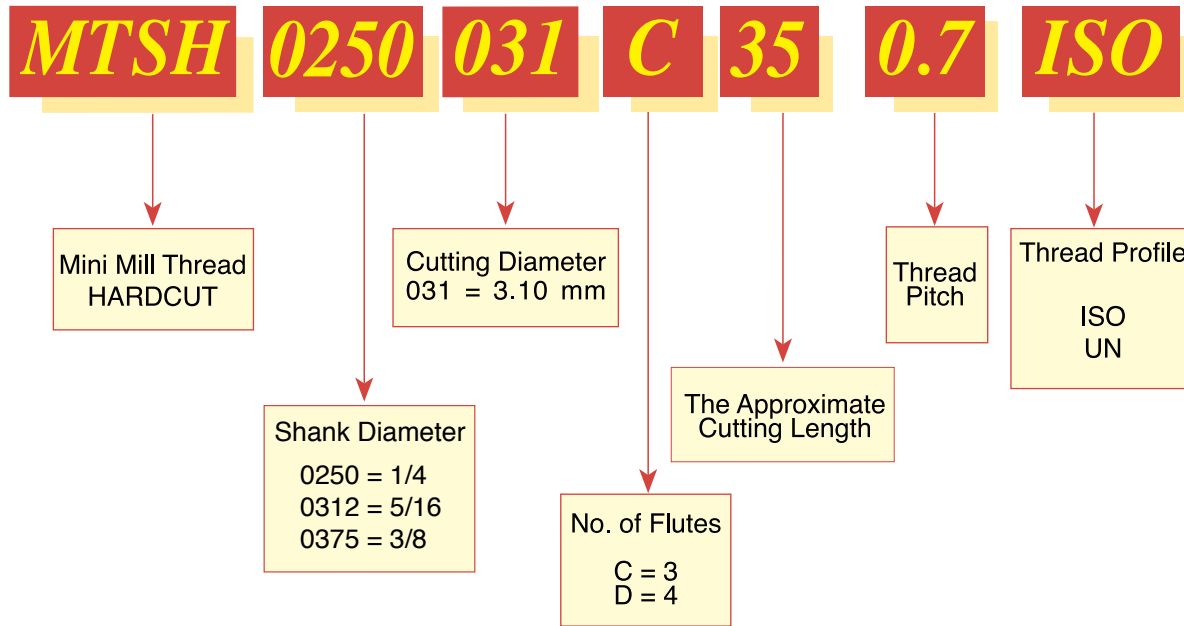 MTSH 0250 031 C 35 0.7 ISO
Mini Mill Thread
HARDCUT
Shank Diameter
0250 = 1/4
0312 = 5/16
0375 = 3/8
Cutting Diameter
031 = 3.10 mm
No. of Flutes
C = 3
D = 4
The Approximate
Cutting Length
Thread
Pitch
Thread Profile
ISO
UN